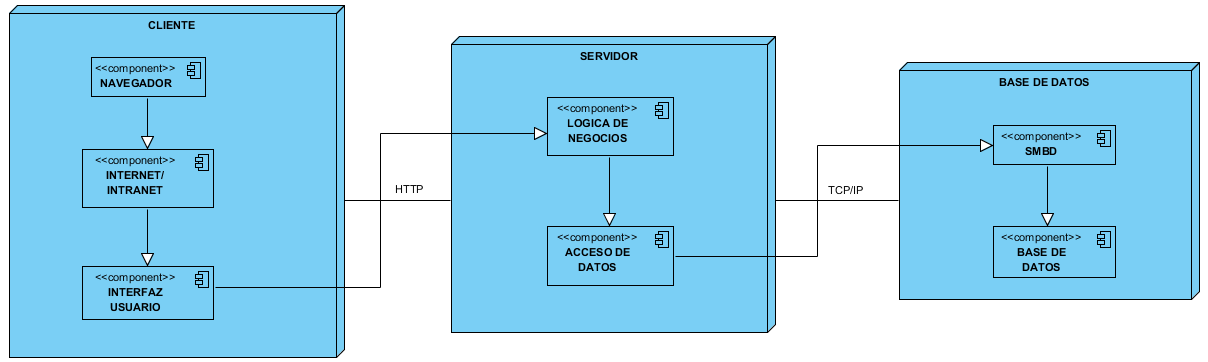 CLIENTE
<<component>>
NAVEGADOR
<<component>>
INTERNET/
INTRANET
<<component>>
INTERFAZ
USUARIO
HTTP
SERVIDOR
<<component>>
LOGICA DE
NEGOCIOS
<<component>>
ACCESO DE
DATOS
TCP/IP
BASE DE DATOS
<<component>>
SMBD
<<component>>
BASE DE
DATOS